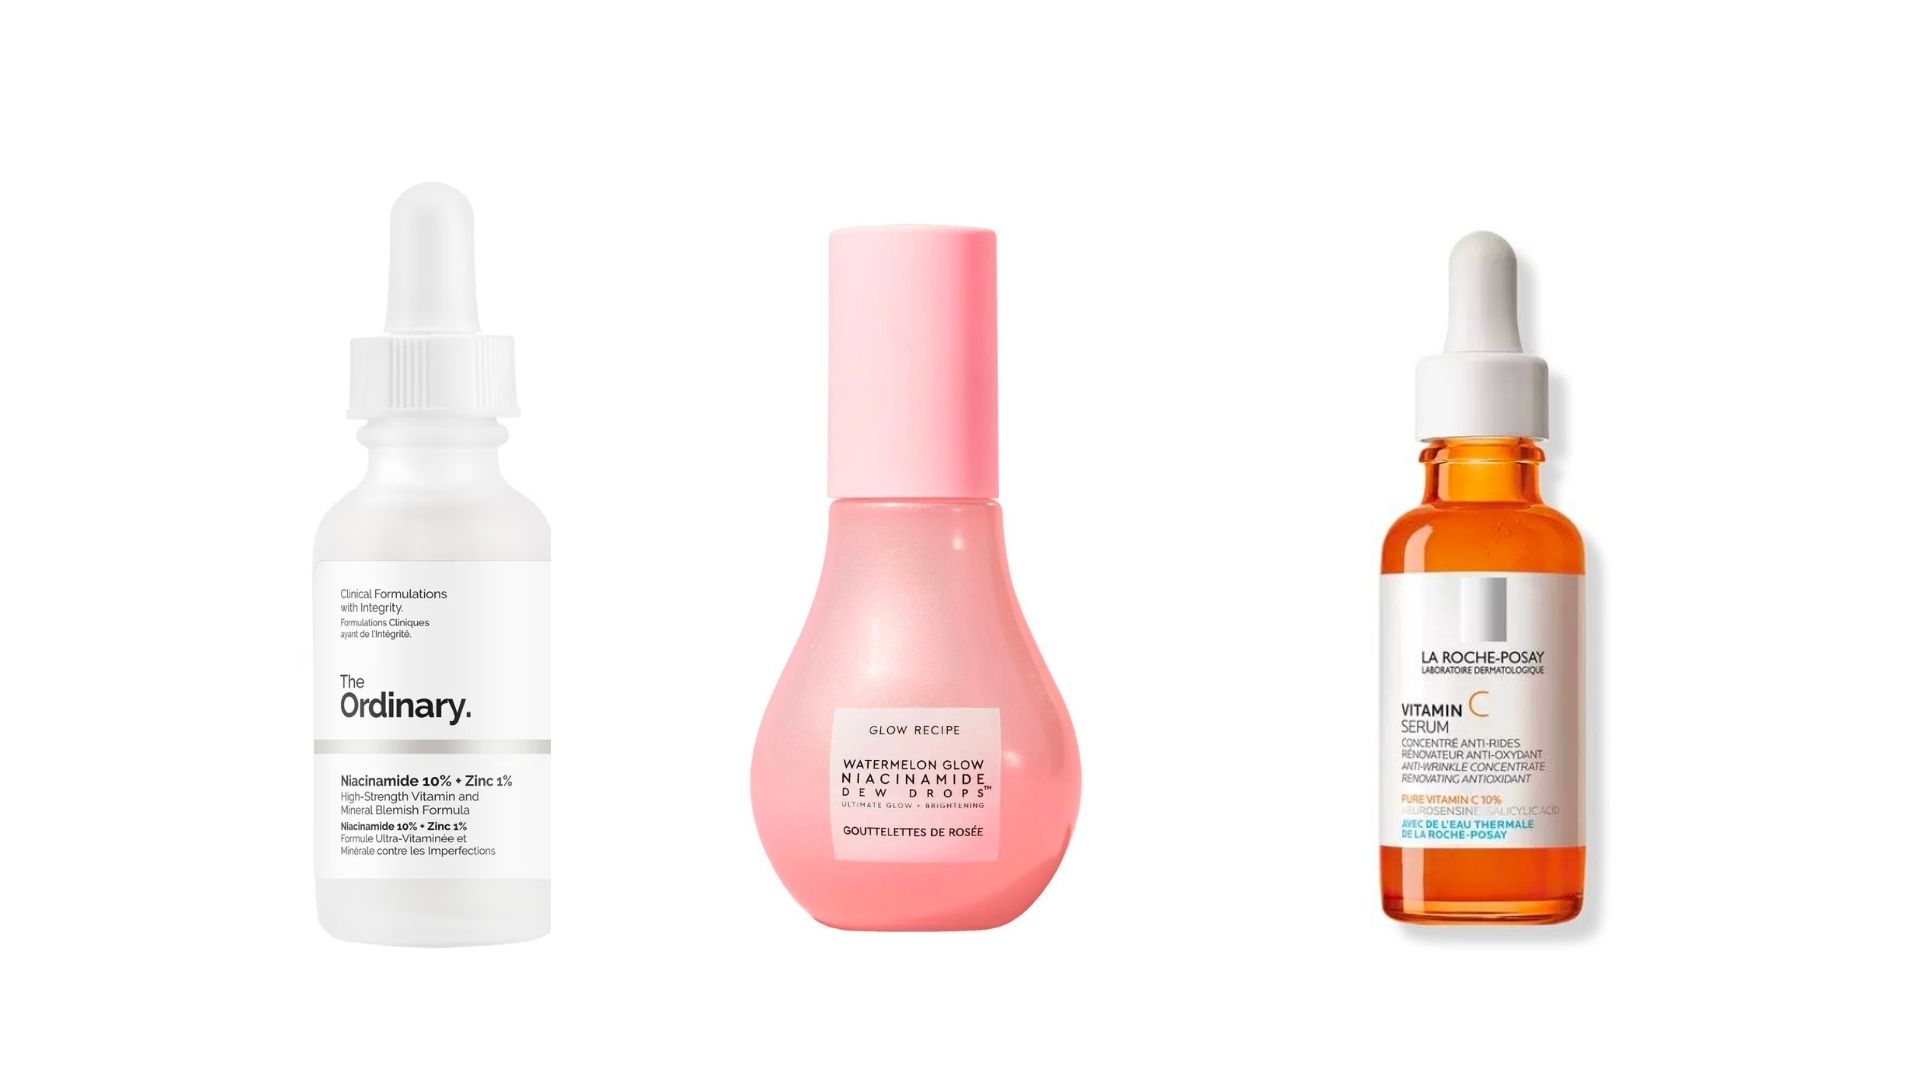 Clinical Formulations
with Integrity.
Formulations Cliniques
ayant de l'Intégrité.
The
Ordinary.
Niacinamide 10% + Zinc 1%
High-Strength Vitamin and
Mineral Blemish Formula
Niacinamide 10% + Zinc 1%
Formule Ultra-Vitaminée et
Minérale contre les Imperfections
GLOW RECIPE
WATERMELON GLOW
NIACINAMIDE
DEW DROPS™
ULTIMATE GLOW + BRIGHTENING
GOUTTELETTES DE ROSÉE
LA ROCHE-POSAY
LABORATOIRE DERMATOLOGIQUE
VITAMIN C
SERUM
CONCENTRÉ ANTI-RIDES
RÉNOVATEUR ANTI-OXYDANT
ANTI-WRINKLE CONCENTRATE
RENOVATING ANTIOXIDANT
PURE VITAMIN C 10%
NEUROSENSINE SALICYLIC ACID
AVEC DE L'EAU THERMALE
DE LA ROCHE-POSAY